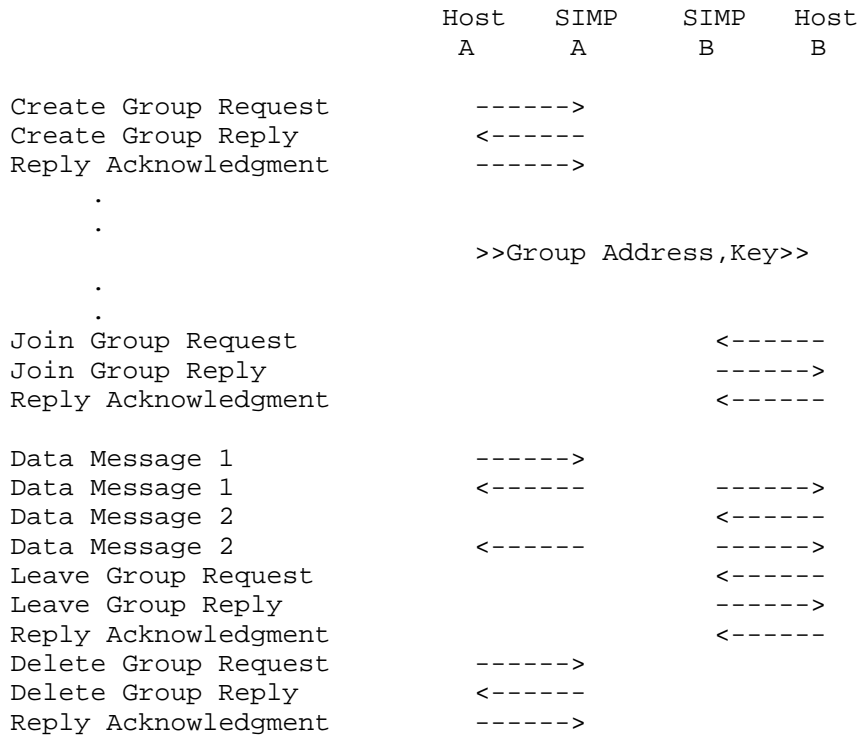 Host SIMP SIMP Host
A A B B
Create Group Request ------>
Create Group Reply <------
Reply Acknowledgment ------>
.
.
>>Group Address,Key>>
.
.
Join Group Request <------
Join Group Reply ------>
Reply Acknowledgment <------
Data Message 1 ------>
Data Message 1 <------ ------>
Data Message 2 <------
Data Message 2 <------ ------>
Leave Group Request <------
Leave Group Reply ------>
Reply Acknowledgment <------
Delete Group Request ------>
Delete Group Reply <------
Reply Acknowledgment ------>